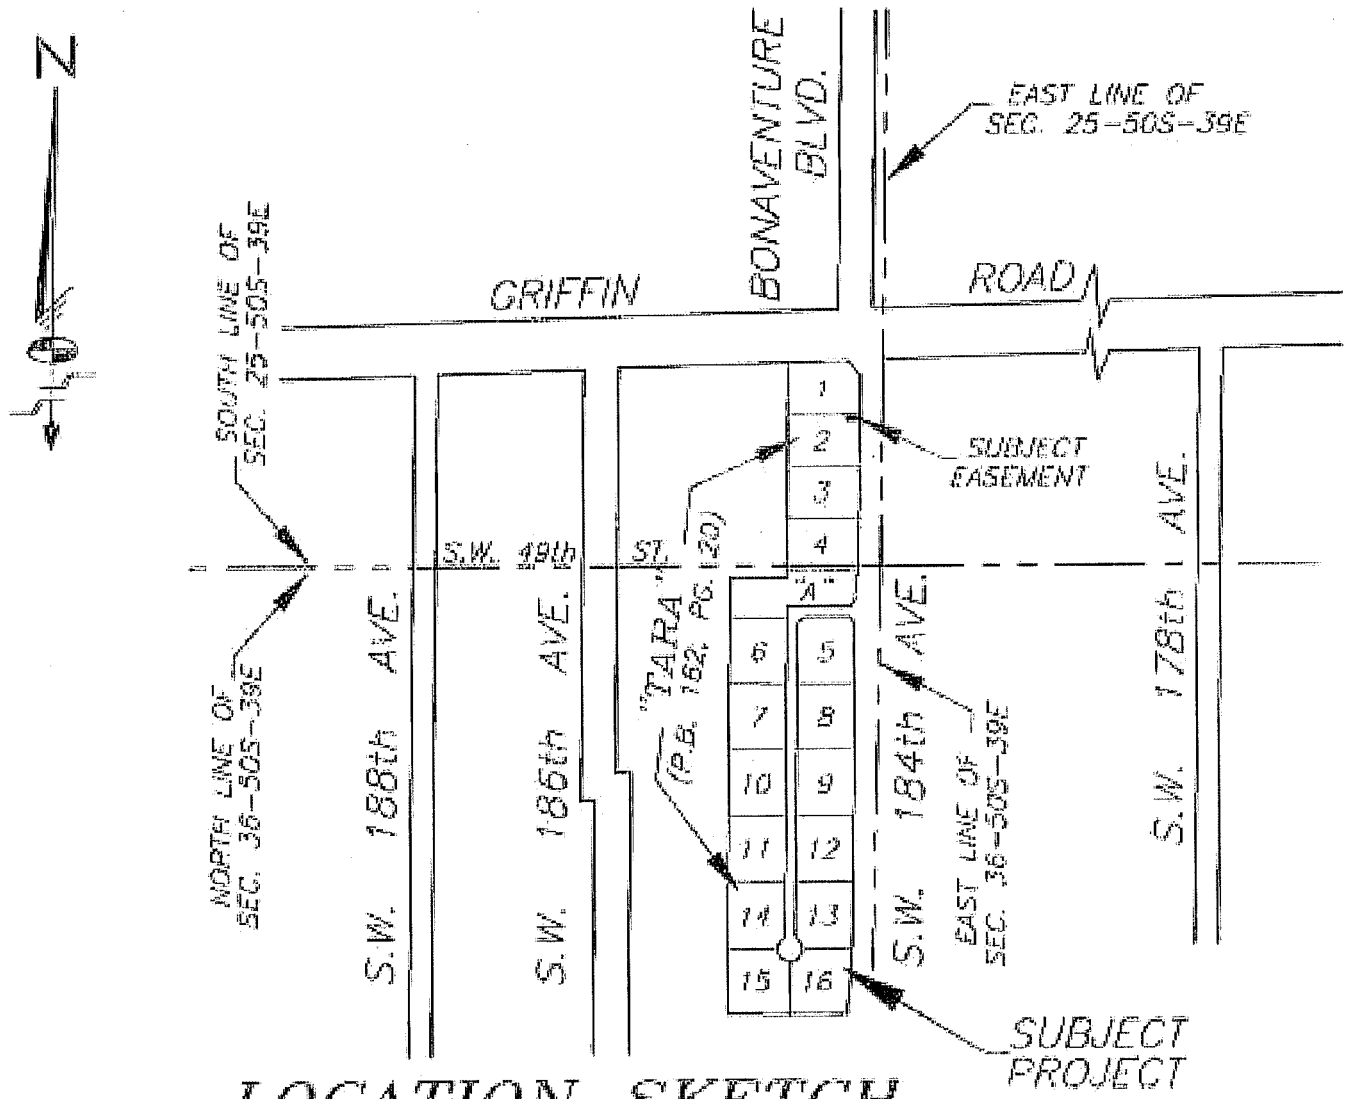 N
BONAVENTURE
BLVD.
EAST LINE OF
SEC. 25-50S-39E
SOUTH LINE OF
SEC. 25-50S-39E
GRIFFIN
ROAD
1
2
3
4
SUBJECT
EASEMENT
S.W. 49th
ST.
"A"
"TARA"
(P.B. 162, PG. 20)
6
5
7
8
10
9
11
12
14
13
15
16
NORTH LINE OF
SEC. 36-50S-39E
S.W. 188th AVE.
S.W. 186th AVE.
S.W. 184th AVE.
EAST LINE OF
SEC. 36-50S-39E
S.W. 178th AVE.
SUBJECT
PROJECT
LOCATION SKETCH